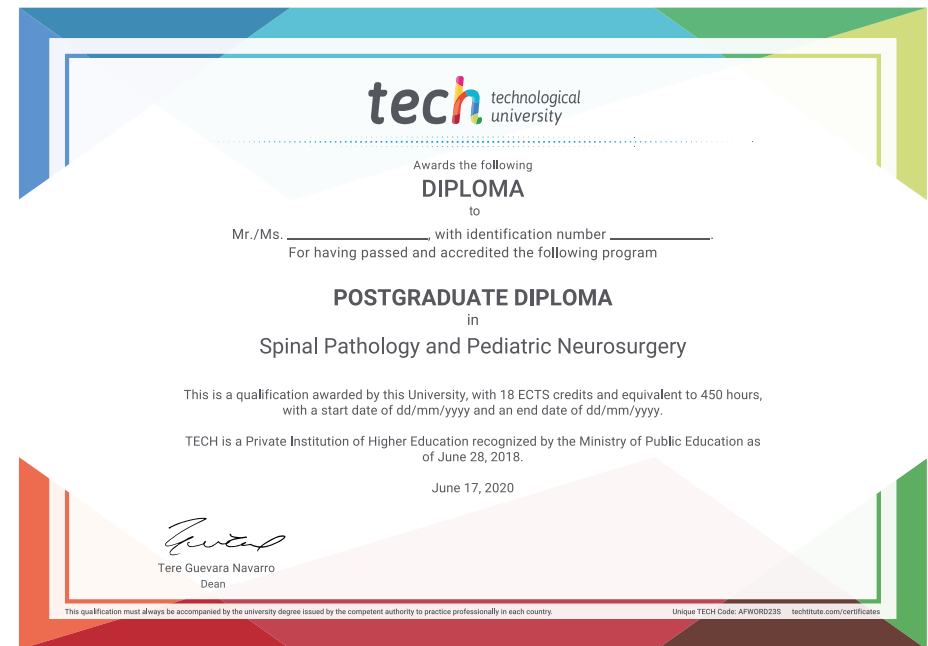 tech technological
university
Awards the following
DIPLOMA
to
Mr./Ms. ____________________, with identification number ______________.
For having passed and accredited the following program
POSTGRADUATE DIPLOMA
in
Spinal Pathology and Pediatric Neurosurgery
This is a qualification awarded by this University, with 18 ECTS credits and equivalent to 450 hours,
with a start date of dd/mm/yyyy and an end date of dd/mm/yyyy.
TECH is a Private Institution of Higher Education recognized by the Ministry of Public Education as
of June 28, 2018.
June 17, 2020
Tere Guevara Navarro
Dean
This qualification must always be accompanied by the university degree issued by the competent authority to practice professionally in each country.
Unique TECH Code: AFWORD23S techtitute.com/certificates